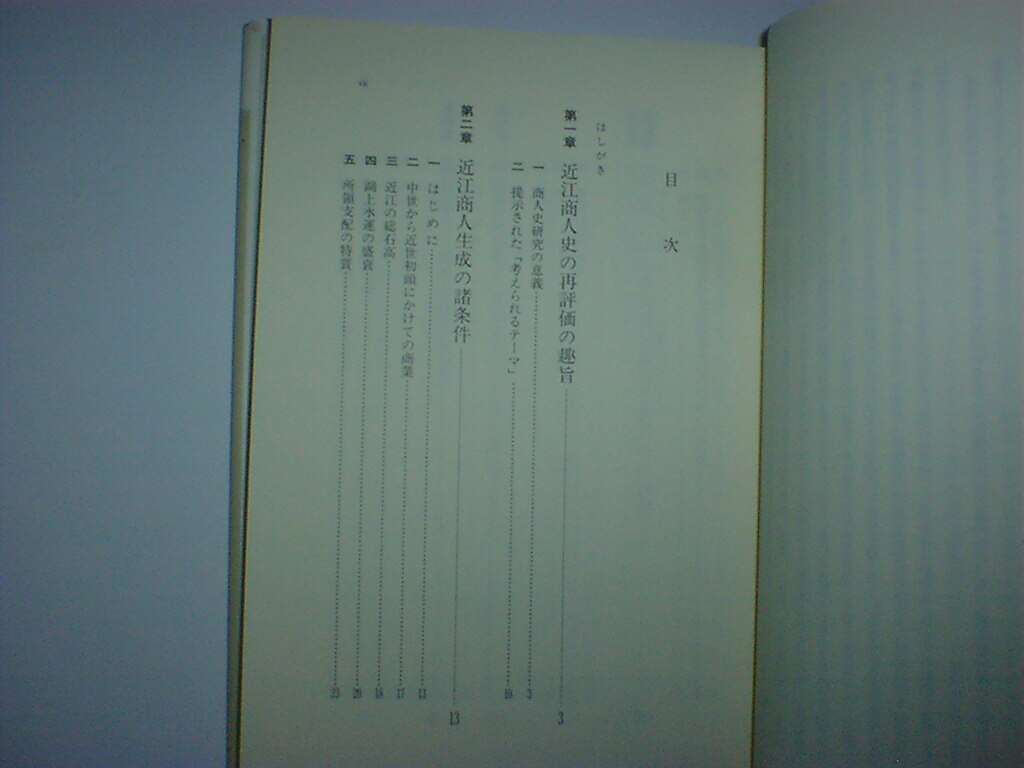 目次
はしがき
第一章 近江商人史の再評価の趣旨 3
一 商人史研究の意義 3
二 提示された「考えられるテーマ」 10
第二章 近江商人生成の諸条件 13
一 はじめに 13
二 中世から近世初頭にかけての商業 17
三 近江の総石高 18
四 湖上水運の盛衰 20
五 所領支配の特質 23